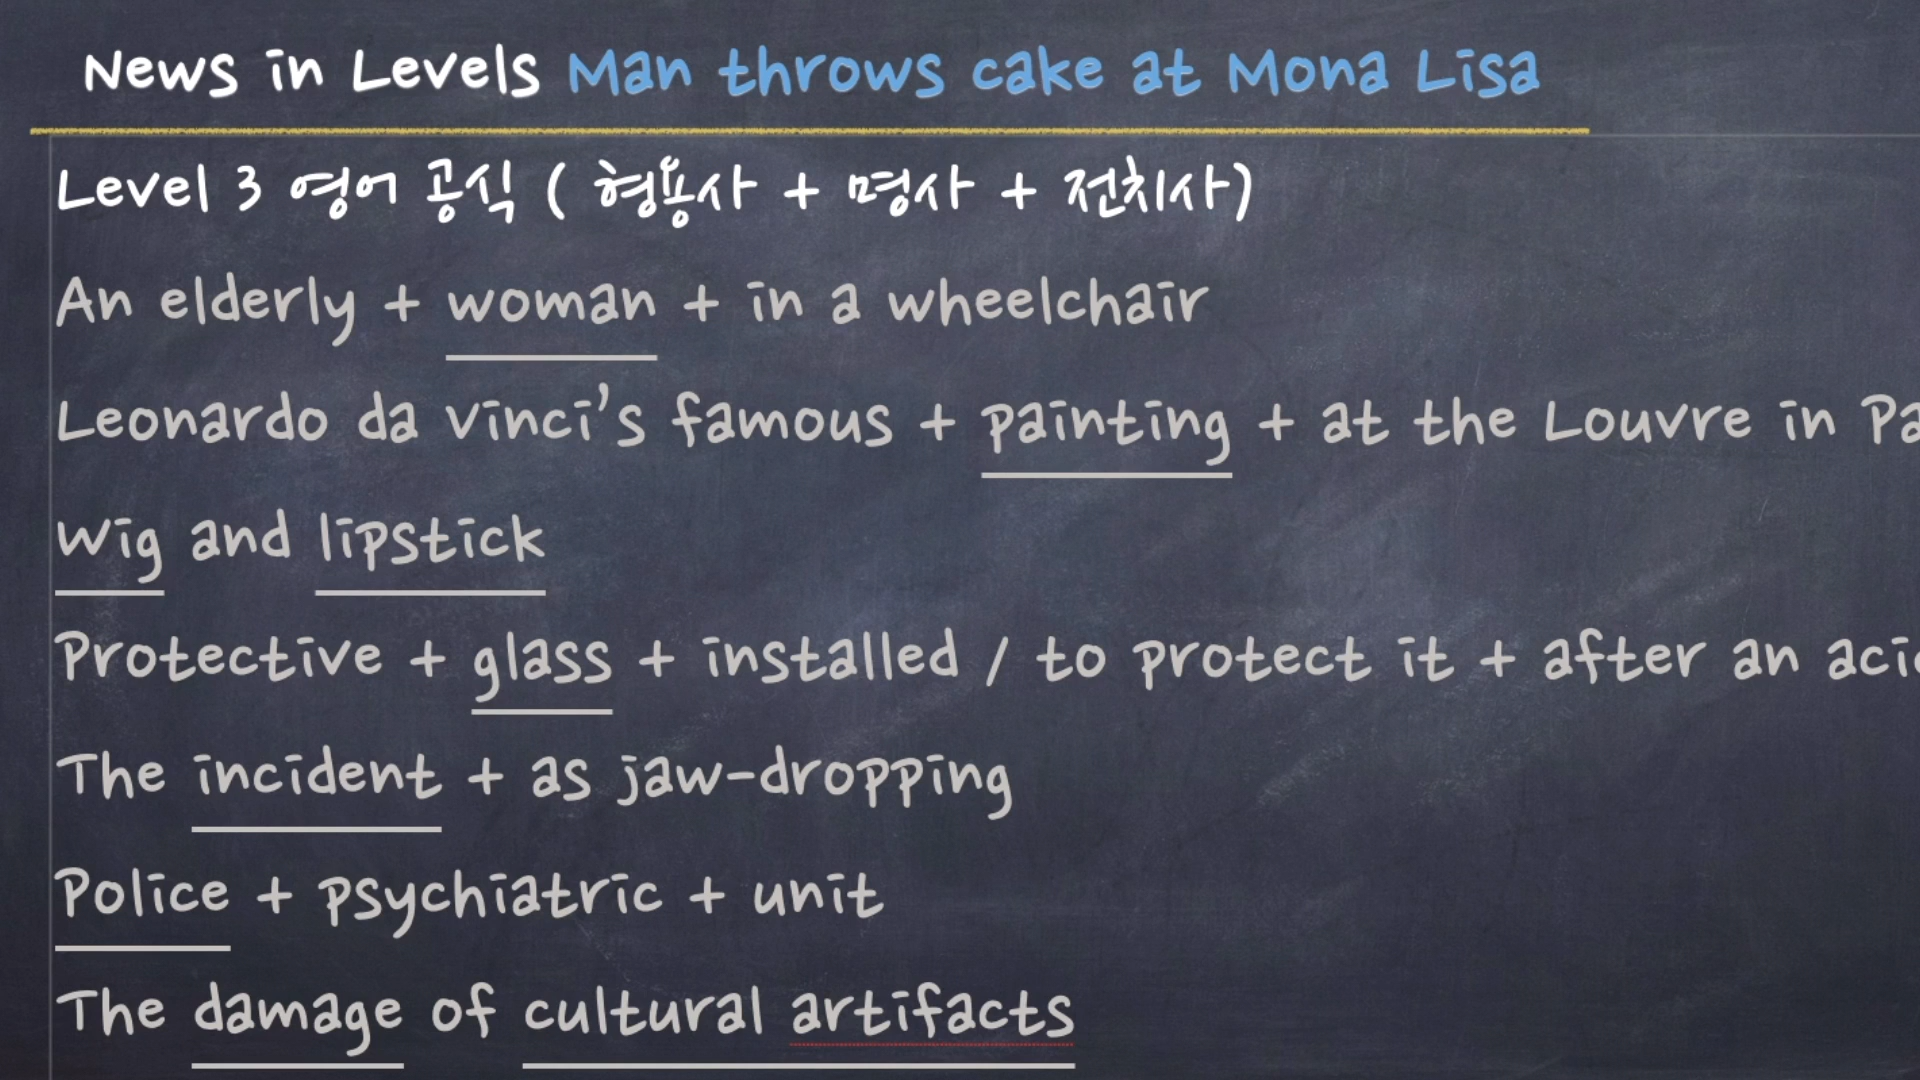 News in Levels Man throws cake at Mona Lisa
Level 3 영어 공식 ( 형용사 + 명사 + 전치사)
An elderly + woman + in a wheelchair
Leonardo da vinci's famous + painting + at the Louvre in
Wig and lipstick
Protective + glass + installed / to protect it + after an
The incident + as jaw-dropping
Police + psychiatric + unit
The damage of cultural artifacts